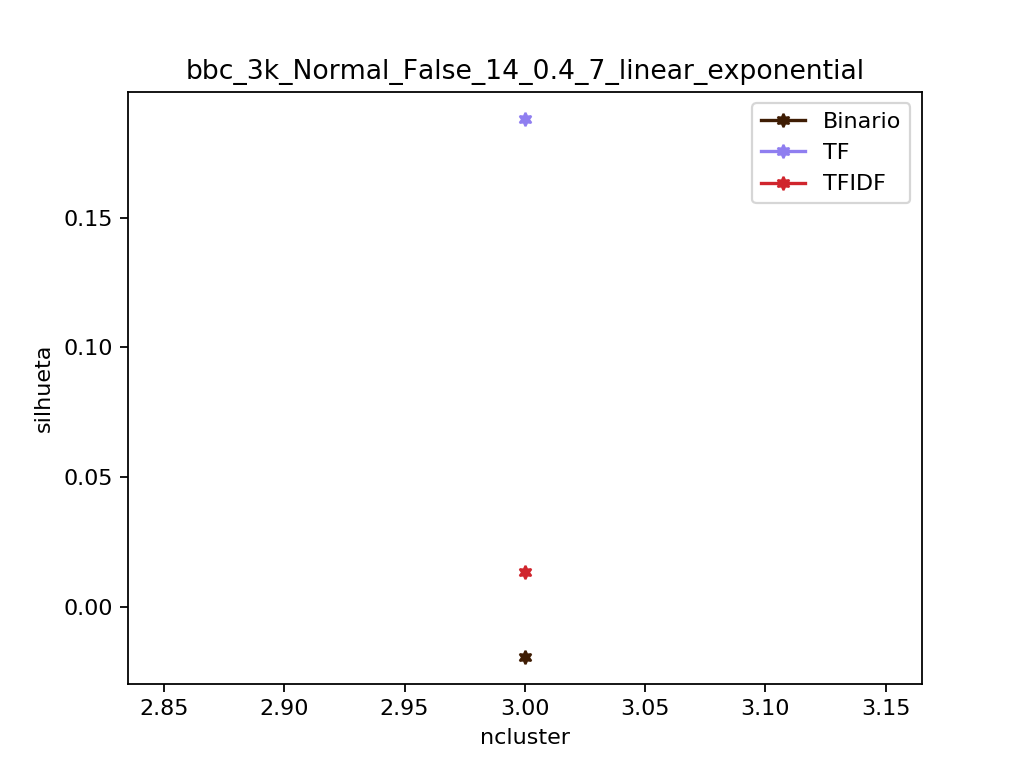 bbc_3k_Normal_False_14_0.4_7_linear_exponential
Binario
TF
TFIDF
silhueta
0.15
0.10
0.05
0.00
2.85 2.90 2.95 3.00 3.05 3.10 3.15
ncluster